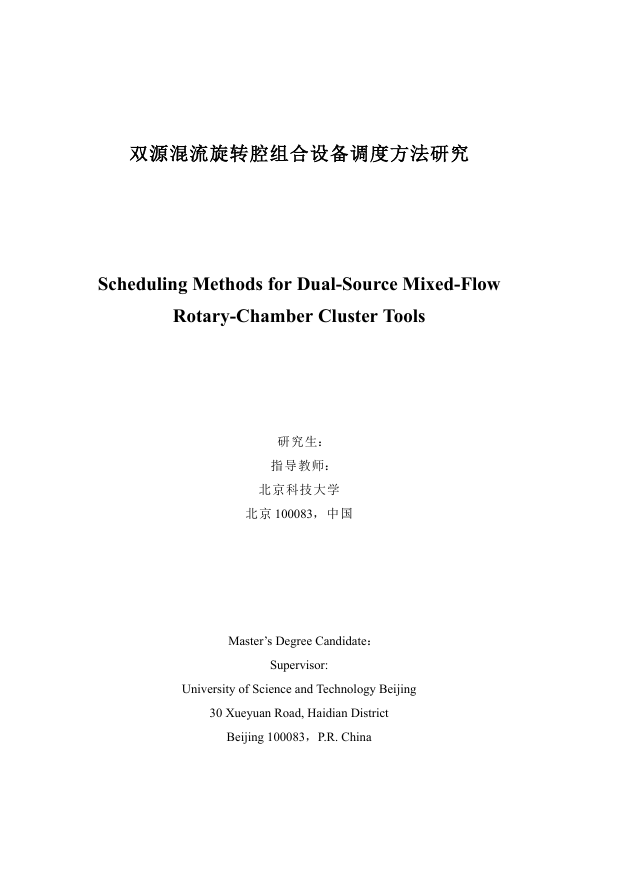 双源混流旋转腔组合设备调度方法研究
Scheduling Methods for Dual-Source Mixed-Flow
Rotary-Chamber Cluster Tools
研究生：
指导教师：
北京科技大学
北京 100083，中国
Master’s Degree Candidate：
Supervisor:
University of Science and Technology Beijing
30 Xueyuan Road, Haidian District
Beijing 100083，P.R. China